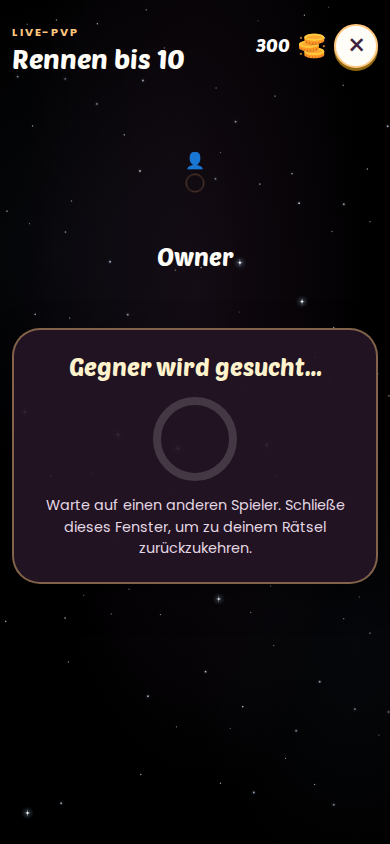 LIVE-PVP
Rennen bis 10
300
Owner
Gegner wird gesucht...
Warte auf einen anderen Spieler. Schließe
dieses Fenster, um zu deinem Rätsel
zurückzukehren.